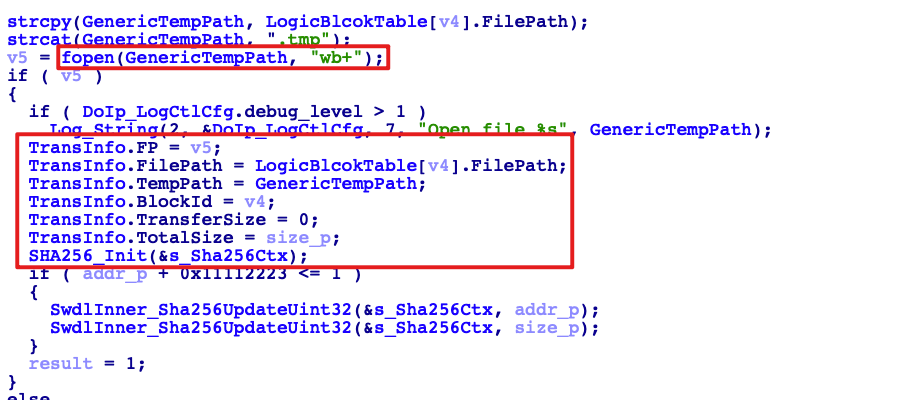 strcpy(GenericTempPath, LogicBlcokTable[v4].FilePath);
strcat(GenericTempPath, ".tmp");
v5 = fopen(GenericTempPath, "wb+");
if ( v5 )
{
if ( DoIp_LogCtlCfg.debug_level > 1 )
Log_String(2, &DoIp_LogCtlCfg, 7, "Open file %s", GenericTempPath);
TransInfo.FP = v5;
TransInfo.FilePath = LogicBlcokTable[v4].FilePath;
TransInfo.TempPath = GenericTempPath;
TransInfo.BlockId = v4;
TransInfo.TransferSize = 0;
TransInfo.TotalSize = size_p;
SHA256_Init(&s_Sha256Ctx);
if ( addr_p + 0x11112223 <= 1 )
{
SwdlInner_Sha256UpdateUint32(&s_Sha256Ctx, addr_p);
SwdlInner_Sha256UpdateUint32(&s_Sha256Ctx, size_p);
}
result = 1;
}
else